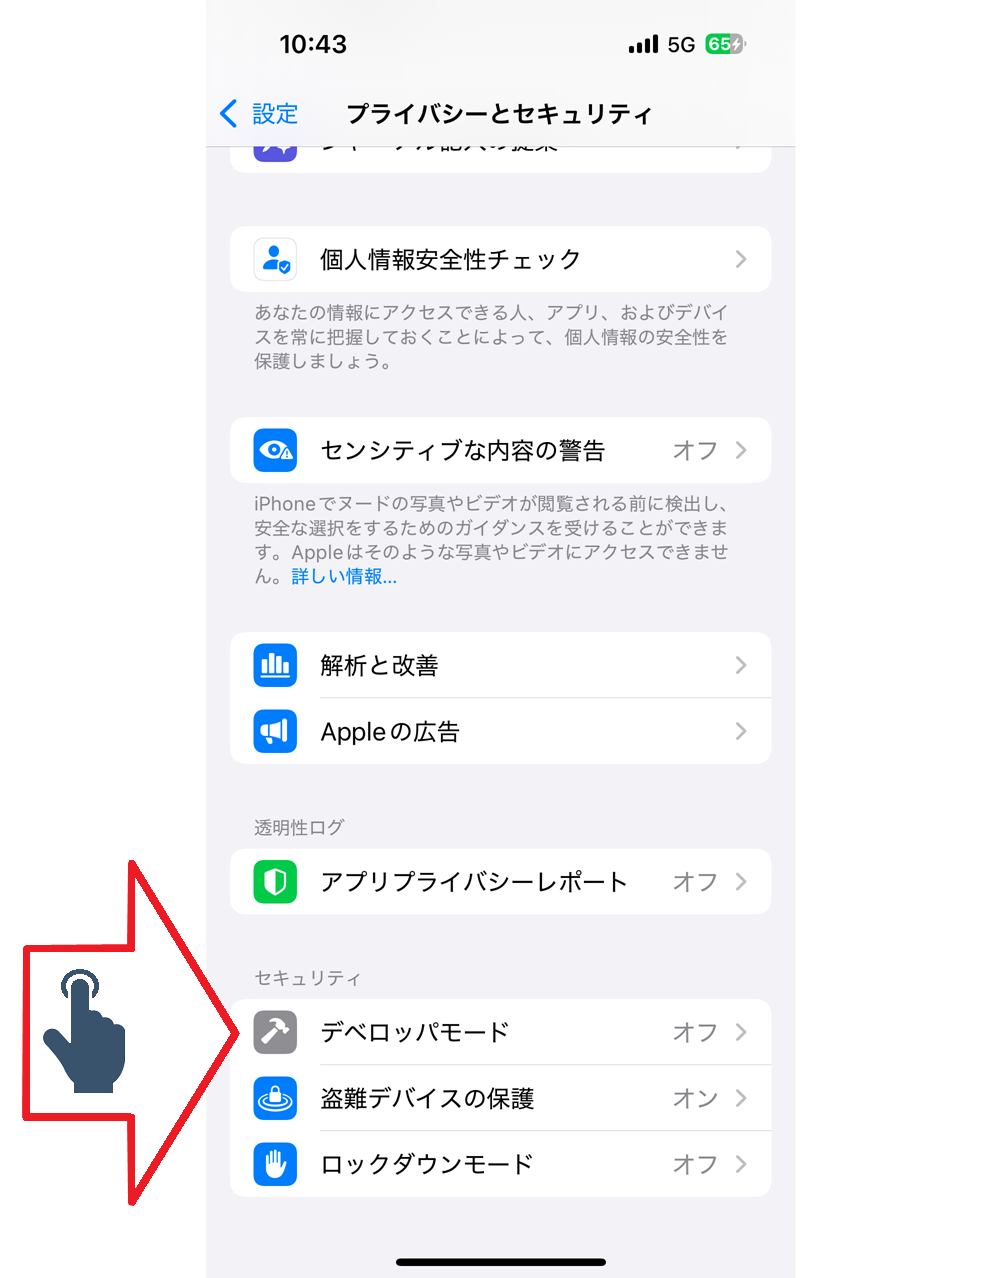 10:43
5G 65
設定 プライバシーとセキュリティ
個人情報安全性チェック
あなたの情報にアクセスできる人、アプリ、およびデバイ
スを常に把握しておくことによって、個人情報の安全性を
保護しましょう。
センシティブな内容の警告 オフ
iPhoneでヌードの写真やビデオが閲覧される前に検出し、
安全な選択をするためのガイダンスを受けることができま
す。Appleはそのような写真やビデオにアクセスできませ
ん。詳しい情報...
解析と改善
Appleの広告
透明性ログ
アプリプライバシーレポート オフ
セキュリティ
デベロッパモード オフ
盗難デバイスの保護 オン
ロックダウンモード オフ